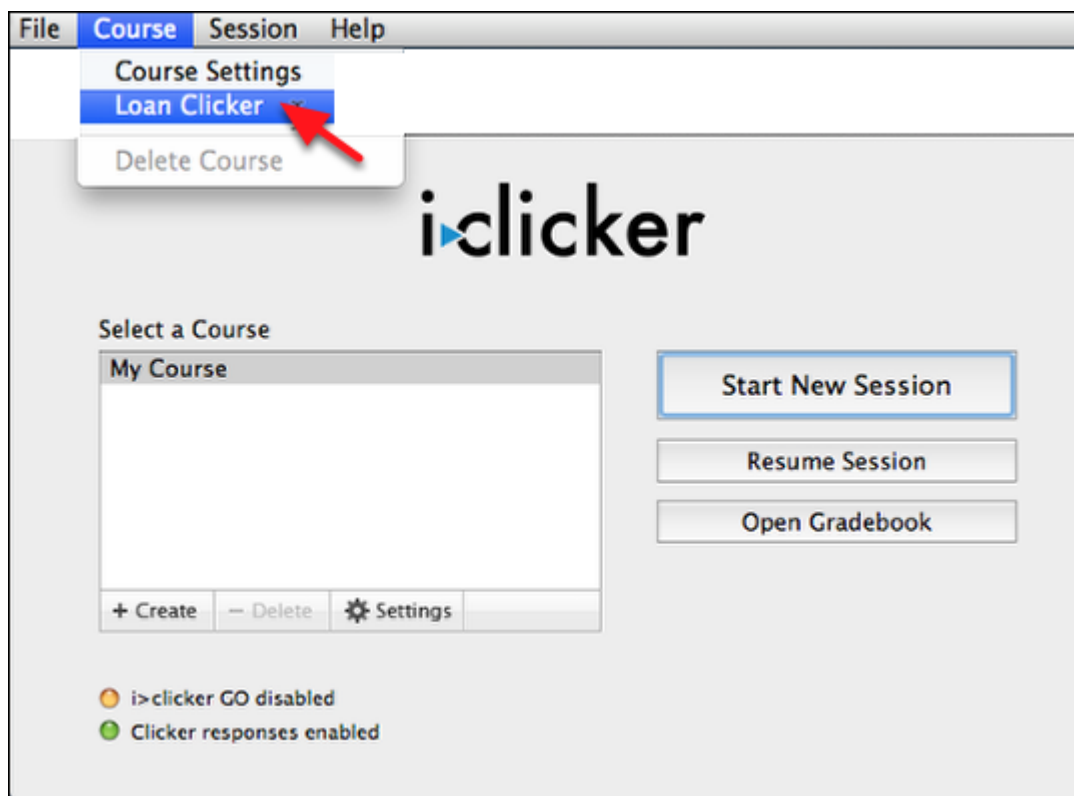 File Course Session Help
Course Settings
Loan Clicker
Delete Course
i>clicker
Select a Course
My Course
Start New Session
Resume Session
Open Gradebook
+ Create − Delete Settings
i>clicker GO disabled
Clicker responses enabled